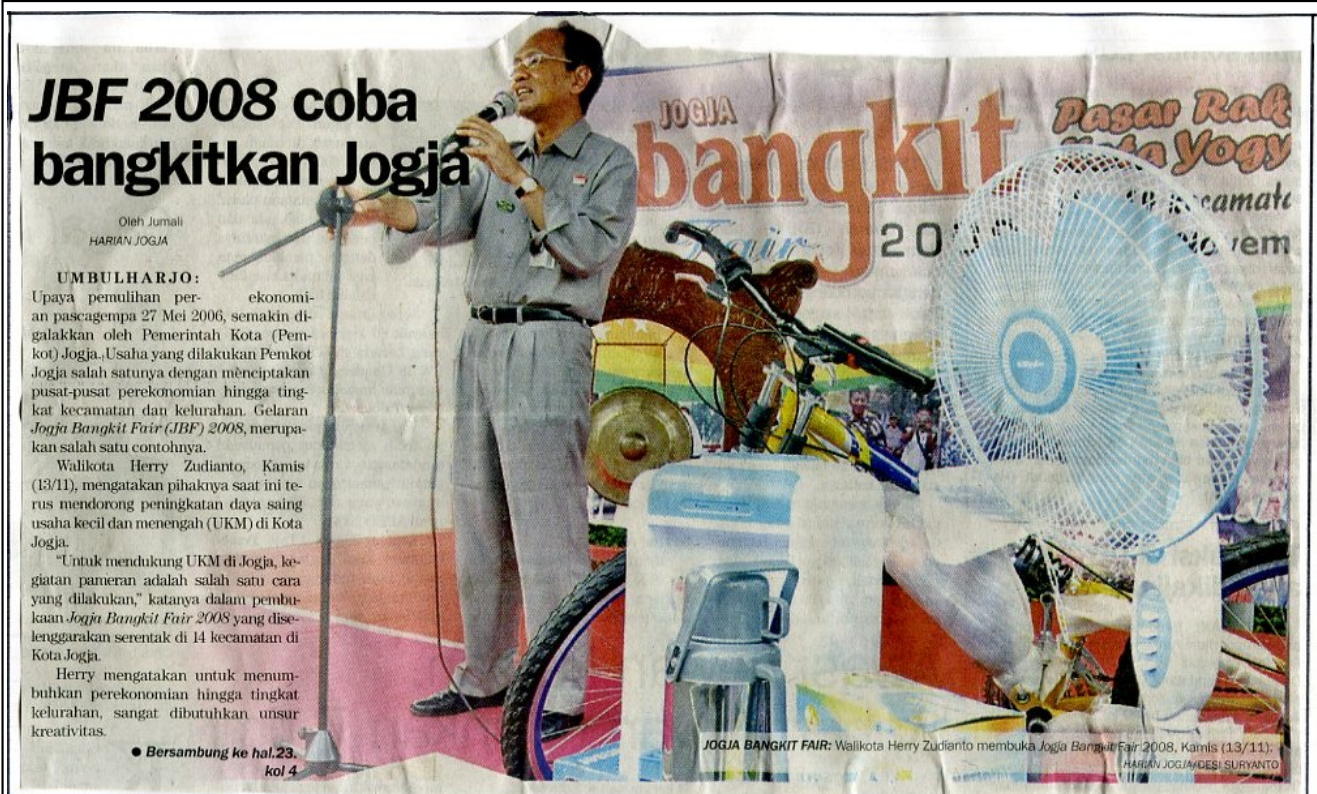 JBF 2008 coba
bangkitkan Jogja
Oleh Jumali
HARIAN JOGJA
UMBULHARJO:
Upaya pemulihan per- ekonomi-
an pascagempa 27 Mei 2006, semakin di-
galakkan oleh Pemerintah Kota (Pem-
kot) Jogja. Usaha yang dilakukan Pemkot
Jogja salah satunya dengan menciptakan
pusat-pusat perekonomian hingga ting-
kat kecamatan dan kelurahan. Gelaran
Jogja Bangkit Fair (JBF) 2008, merupa-
kan salah satu contohnya.
Walikota Herry Zudianto, Kamis
(13/11), mengatakan pihaknya saat ini te-
rus mendorong peningkatan daya saing
usaha kecil dan menengah (UKM) di Kota
Jogja.
“Untuk mendukung UKM di Jogja, ke-
giatan pameran adalah salah satu cara
yang dilakukan,” katanya dalam pembu-
kaan Jogja Bangkit Fair 2008 yang dise-
lenggarakan serentak di 14 kecamatan di
Kota Jogja.
Herry mengatakan untuk menum-
buhkan perekonomian hingga tingkat
kelurahan, sangat dibutuhkan unsur
kreativitas.
● Bersambung ke hal.23.
kol 4
JOGJA
bangkit
Fair 20
Pasar Rak
Yogy
camata
Novem
JOGJA BANGKIT FAIR: Walikota Herry Zudianto membuka Jogja Bangkit Fair 2008, Kamis (13/11).
HARIAN JOGJA/DESI SURYANTO